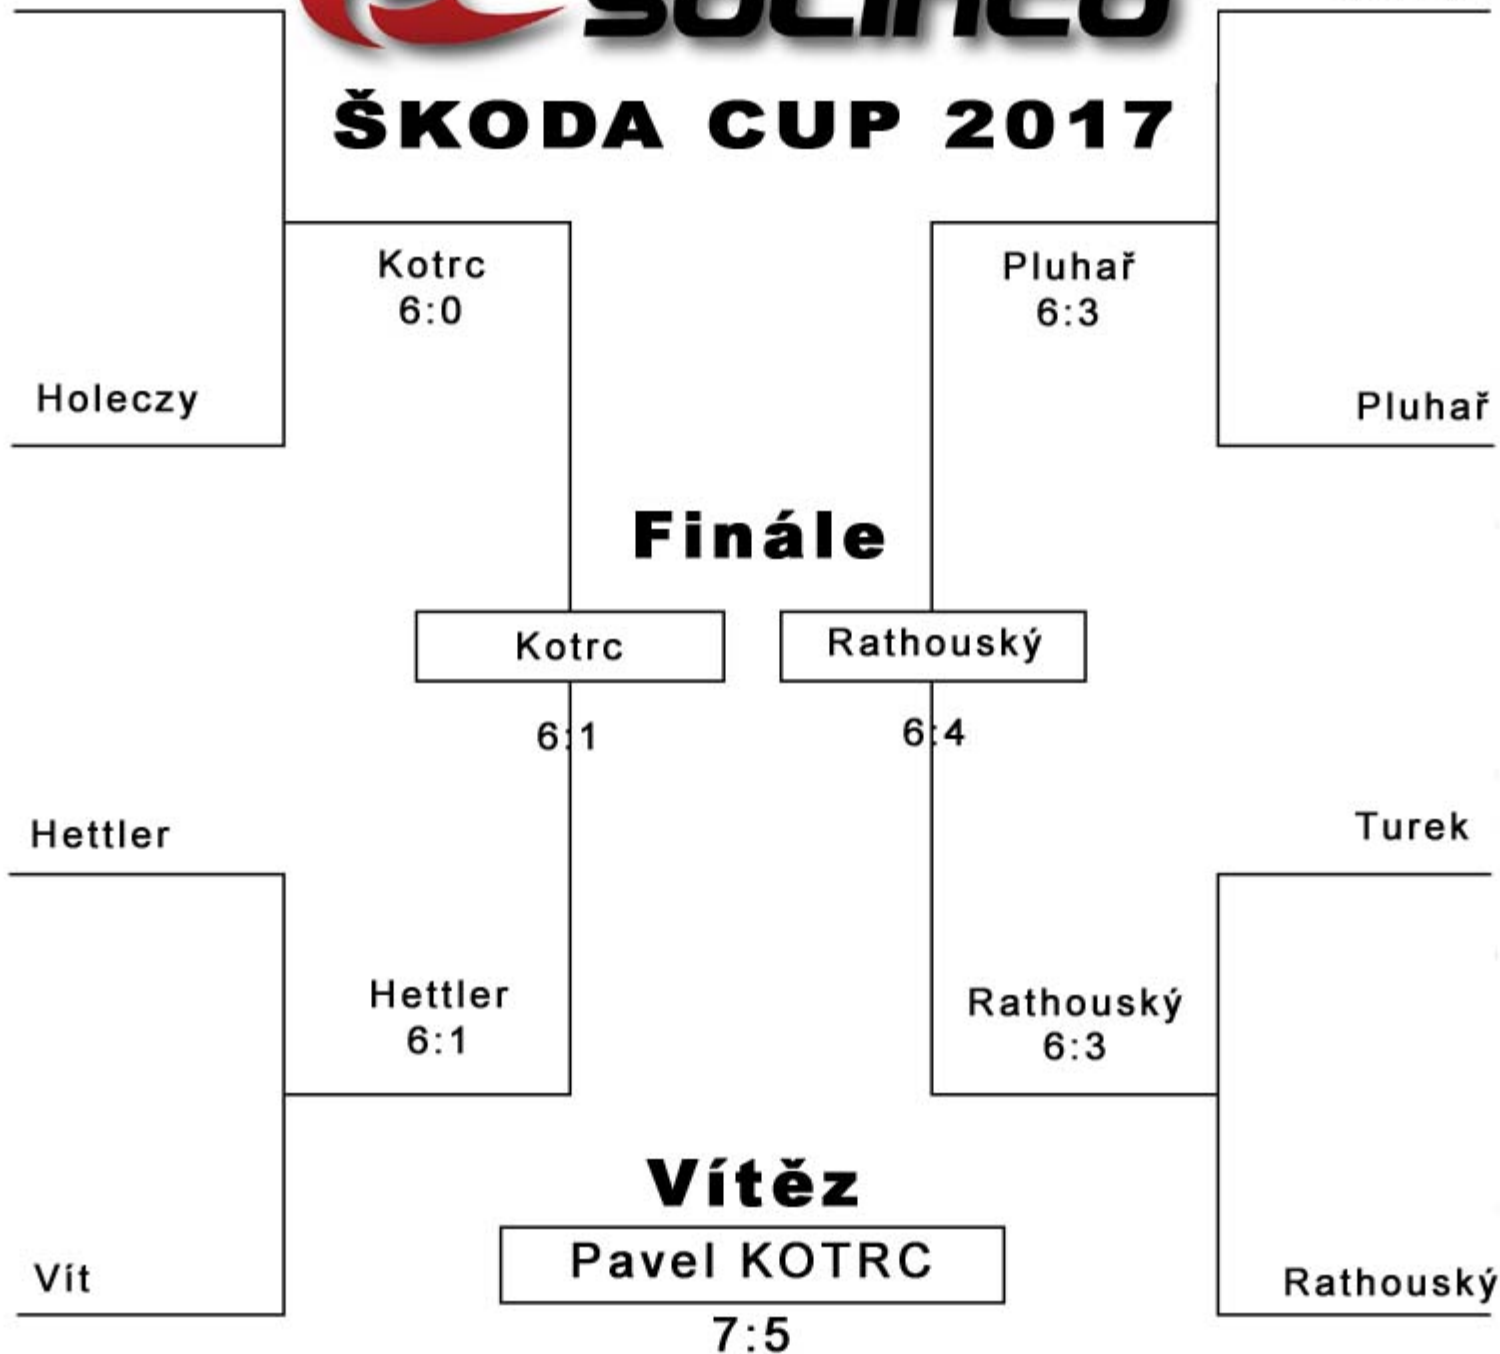 SOLINCO
ŠKODA CUP 2017
Kotrc
6:0
Pluhař
6:3
Holeczy
Pluhař
Finále
Kotrc
Rathouský
6:1
6:4
Hettler
Turek
Hettler
6:1
Rathouský
6:3
Vít
Rathouský
Vítěz
Pavel KOTRC
7:5